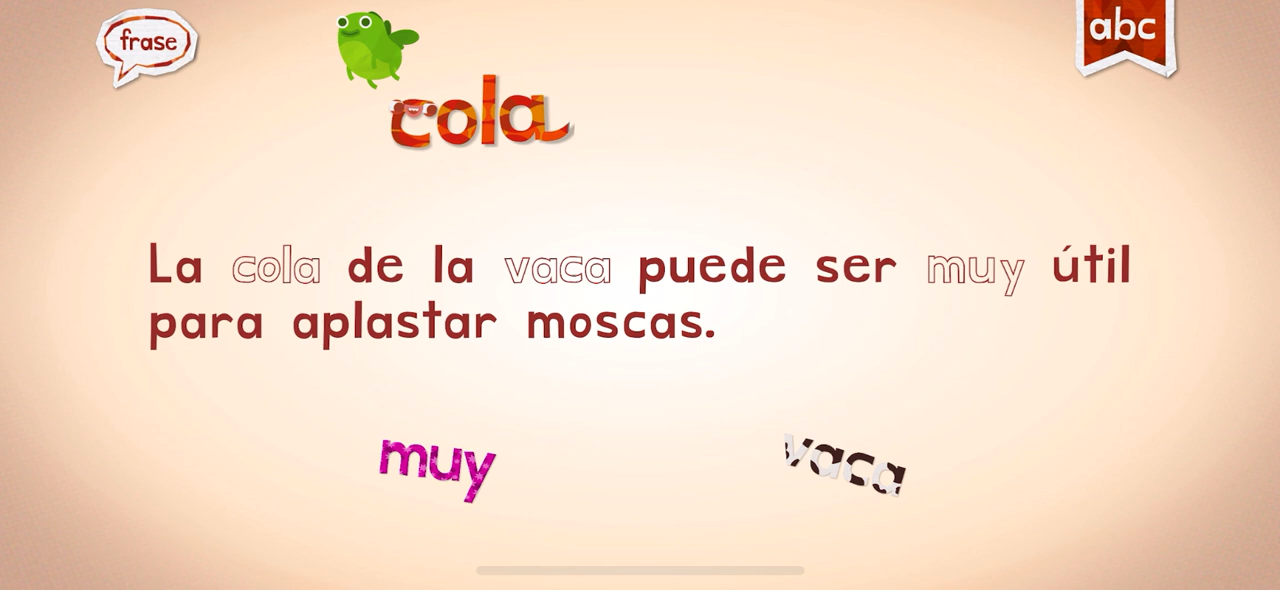 frase
abc
cola
La cola de la vaca puede ser muy útil
para aplastar moscas.
muy
vaca